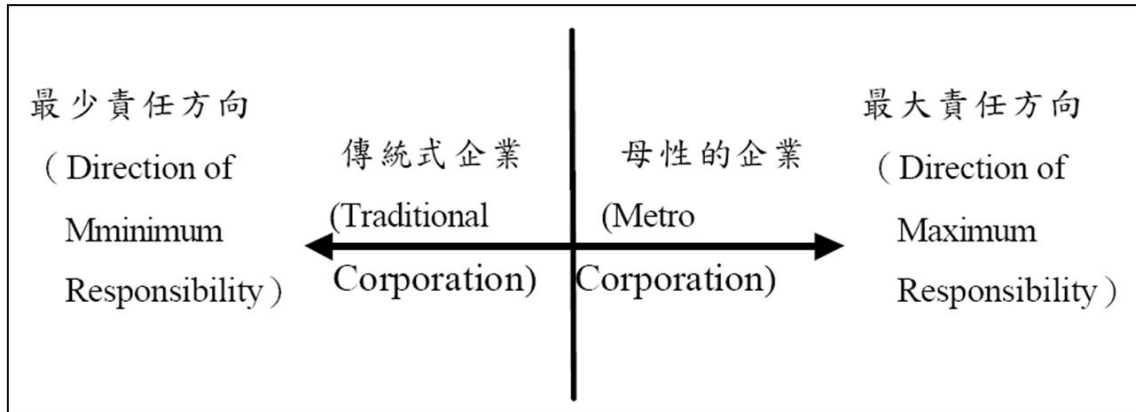 最少責任方向
（Direction of
Mminimum
Responsibility）
傳統式企業
(Traditional
Corporation)
母性的企業
(Metro
Corporation)
最大責任方向
（Direction of
Maximum
Responsibility）